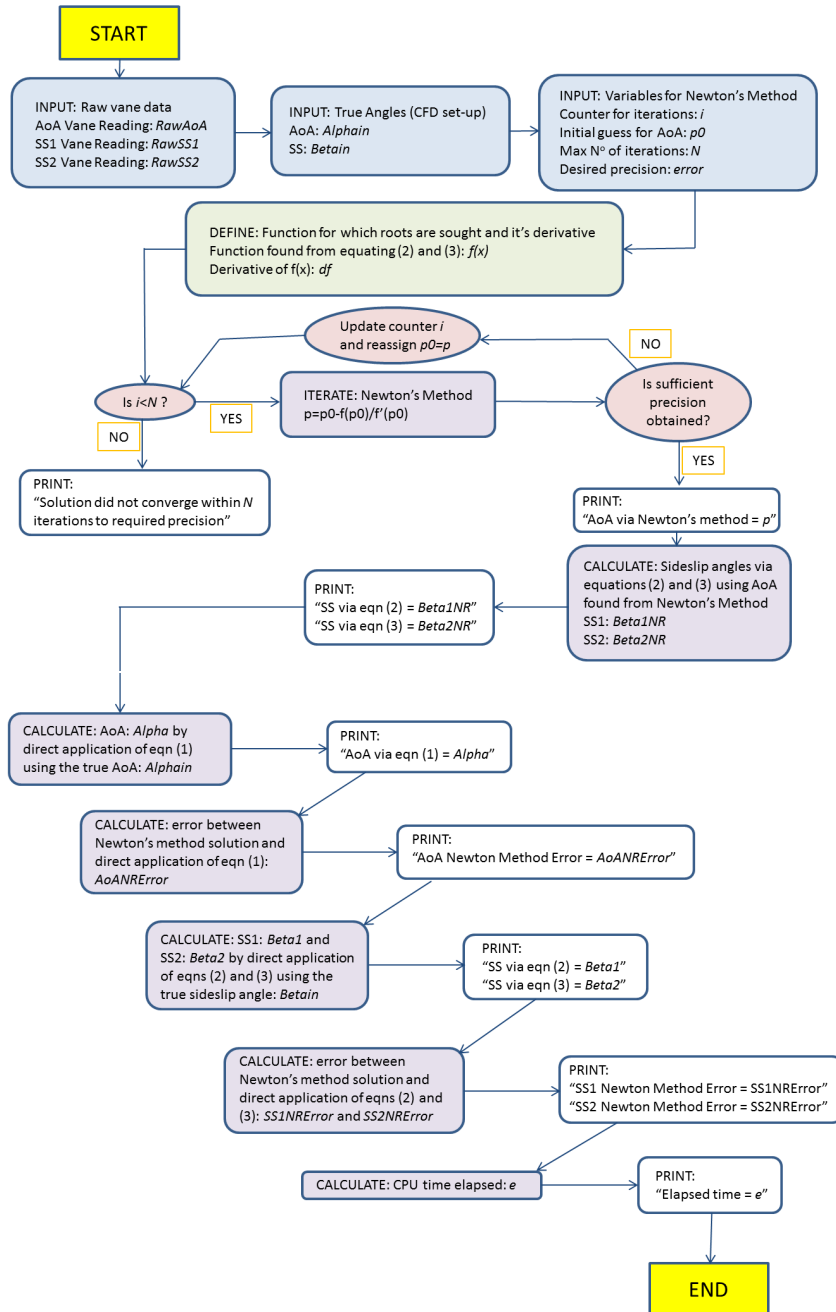 START
INPUT: Raw vane data
AoA Vane Reading: RawAoA
SS1 Vane Reading: RawSS1
SS2 Vane Reading: RawSS2
INPUT: True Angles (CFD set-up)
AoA: Alphain
SS: Betain
INPUT: Variables for Newton's Method
Counter for iterations: i
Initial guess for AoA: p0
Max Nº of iterations: N
Desired precision: error
DEFINE: Function for which roots are sought and it's derivative
Function found from equating (2) and (3): f(x)
Derivative of f(x): df
Update counter i
and reassign p0=p
NO
Is i<N ?
YES
ITERATE: Newton's Method
p=p0-f(p0)/f'(p0)
Is sufficient
precision
obtained?
NO
YES
PRINT:
“Solution did not converge within N
iterations to required precision”
PRINT:
“AoA via Newton's method = p”
CALCULATE: Sideslip angles via
equations (2) and (3) using AoA
found from Newton's Method
SS1: Beta1NR
SS2: Beta2NR
PRINT:
“SS via eqn (2) = Beta1NR”
“SS via eqn (3) = Beta2NR”
CALCULATE: AoA: Alpha by
direct application of eqn (1)
using the true AoA: Alphain
PRINT:
“AoA via eqn (1) = Alpha”
CALCULATE: error between
Newton's method solution and
direct application of eqn (1):
AoANRError
PRINT:
“AoA Newton Method Error = AoANRError”
CALCULATE: SS1: Beta1 and
SS2: Beta2 by direct application
of eqns (2) and (3) using the
true sideslip angle: Betain
PRINT:
“SS via eqn (2) = Beta1”
“SS via eqn (3) = Beta2”
CALCULATE: error between
Newton's method solution and
direct application of eqns (2) and
(3): SS1NRError and SS2NRError
PRINT:
“SS1 Newton Method Error = SS1NRError”
“SS2 Newton Method Error = SS2NRError”
CALCULATE: CPU time elapsed: e
PRINT:
“Elapsed time = e”
END